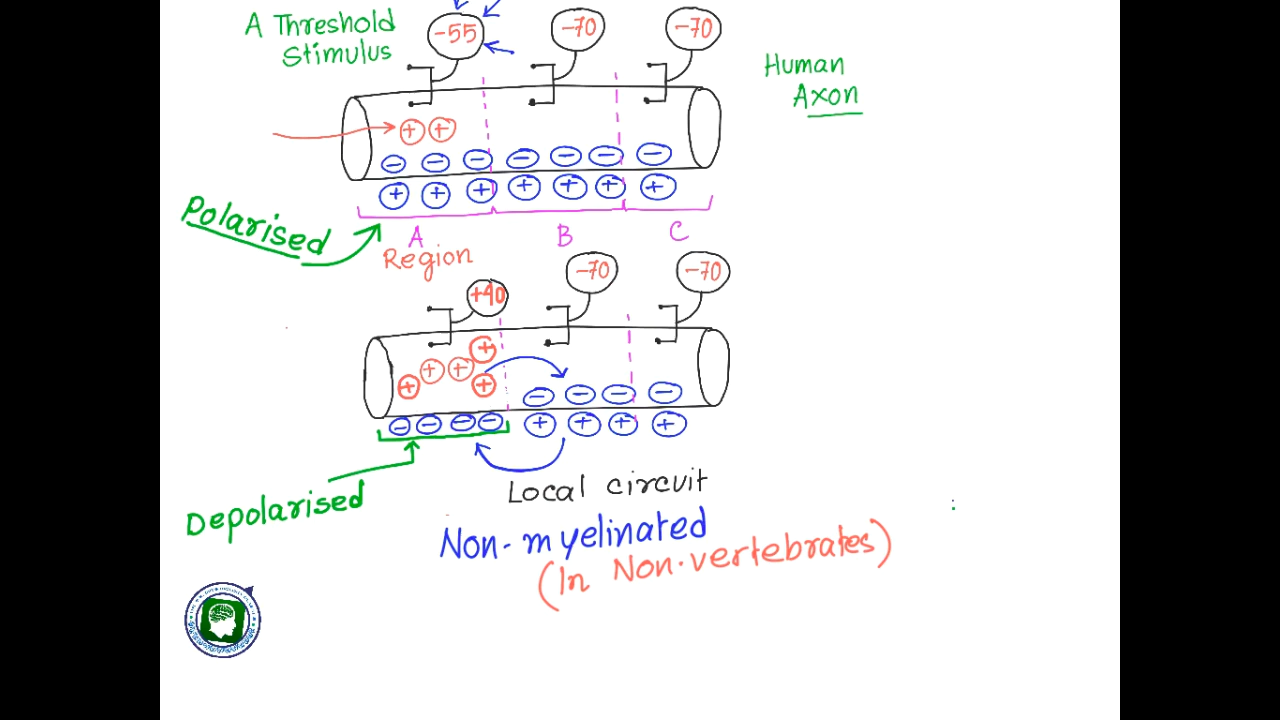 A Threshold
Stimulus
-55
-70
-70
Human
Axon
+ +
- - - - - - -
+ + + + + + +
Polarised
A
B
C
Region
+40
-70
-70
+
+ + + +
- - - -
- - - -
+ + + +
Depolarised
Local circuit
Non-myelinated
(In Non-vertebrates)